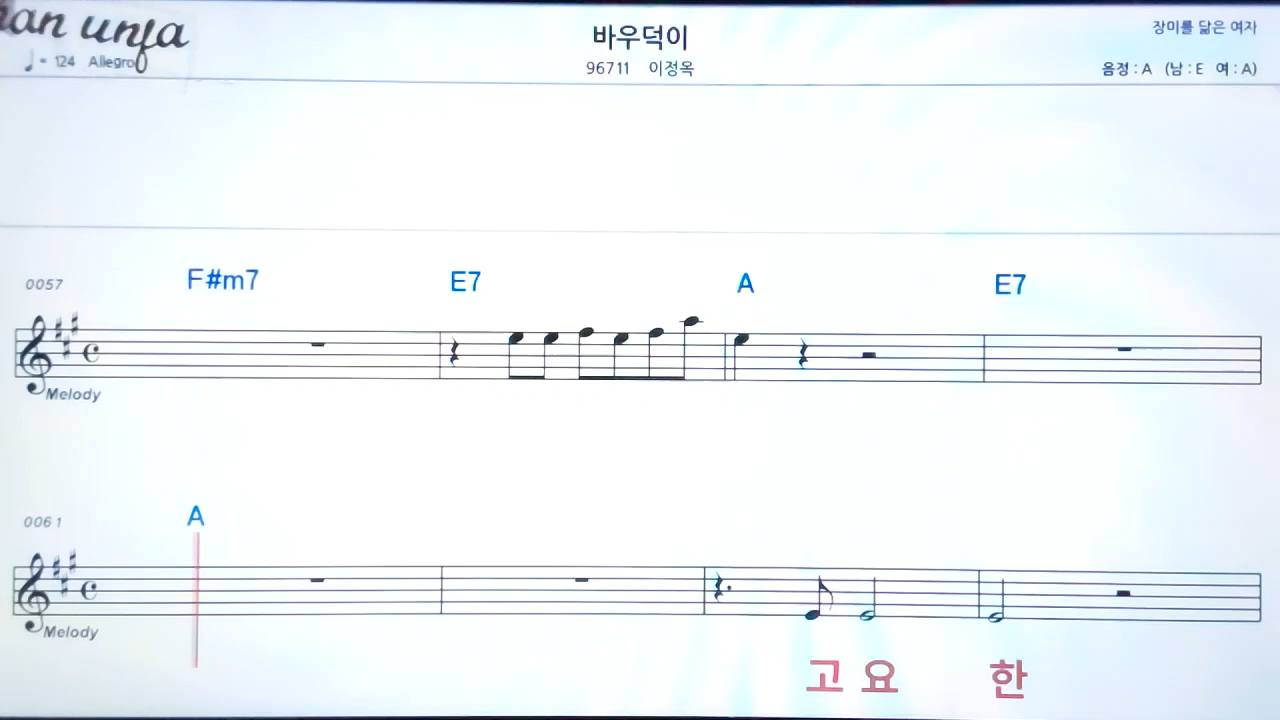 an unja
♩ = 124 Allegro
바우덕이
96711 이정옥
장미를 닮은 여자
음정 : A (남 : E 여 : A)
0057
F#m7 E7 A E7
Melody
0061
A
Melody
고 요 한